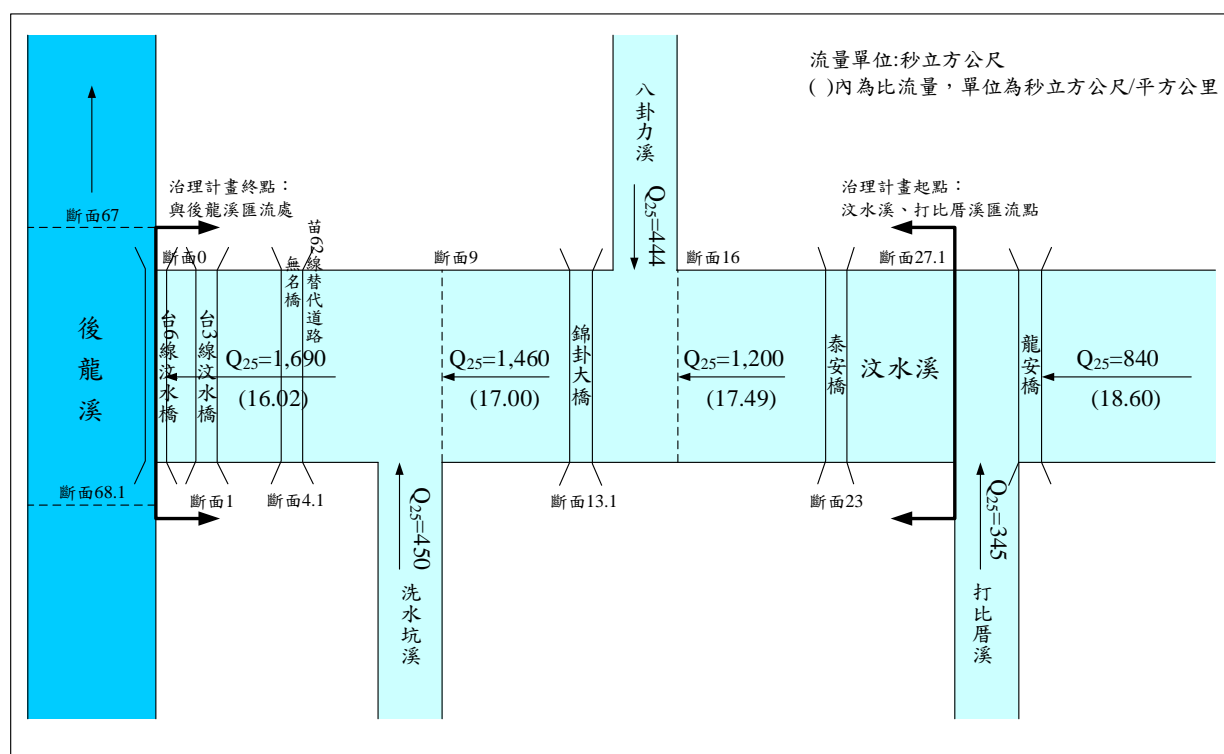 流量單位:秒立方公尺
( )內為比流量，單位為秒立方公尺/平方公里
八卦力溪
Q₂₅=444
治理計畫終點：
與後龍溪匯流處
治理計畫起點：
汶水溪、打比厝溪匯流點
斷面67
斷面0
無名橋
苗62線替代道路
斷面9
斷面16
斷面27.1
後龍溪
台6線汶水橋
台3線汶水橋
Q₂₅=1,690
(16.02)
Q₂₅=1,460
(17.00)
錦卦大橋
Q₂₅=1,200
(17.49)
泰安橋
汶水溪
龍安橋
Q₂₅=840
(18.60)
斷面68.1
斷面1
斷面4.1
斷面13.1
斷面23
Q₂₅=450
洗水坑溪
Q₂₅=345
打比厝溪